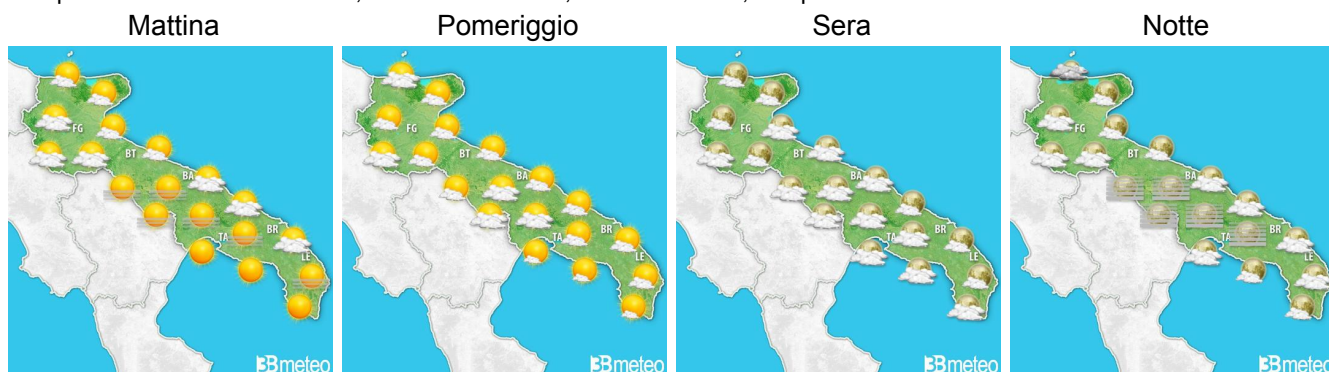 Mattina
Pomeriggio
Sera
Notte
FG
BT
BA
TA
BR
LE
3Bmeteo
FG
BT
BA
TA
BR
LE
3Bmeteo
FG
BT
BA
TA
BR
LE
3Bmeteo
FG
BT
BA
TA
BR
LE
3Bmeteo